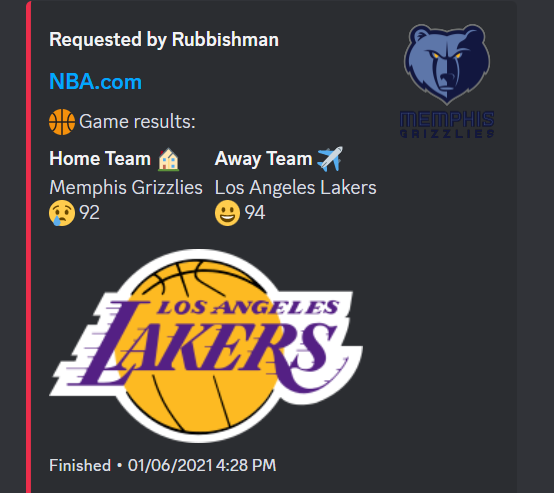 Requested by Rubbishman
MEMPHIS
GRIZZLIES
NBA.com
Game results:
Home Team Away Team
Memphis Grizzlies Los Angeles Lakers
92 94
LOS ANGELES
LAKERS
Finished • 01/06/2021 4:28 PM